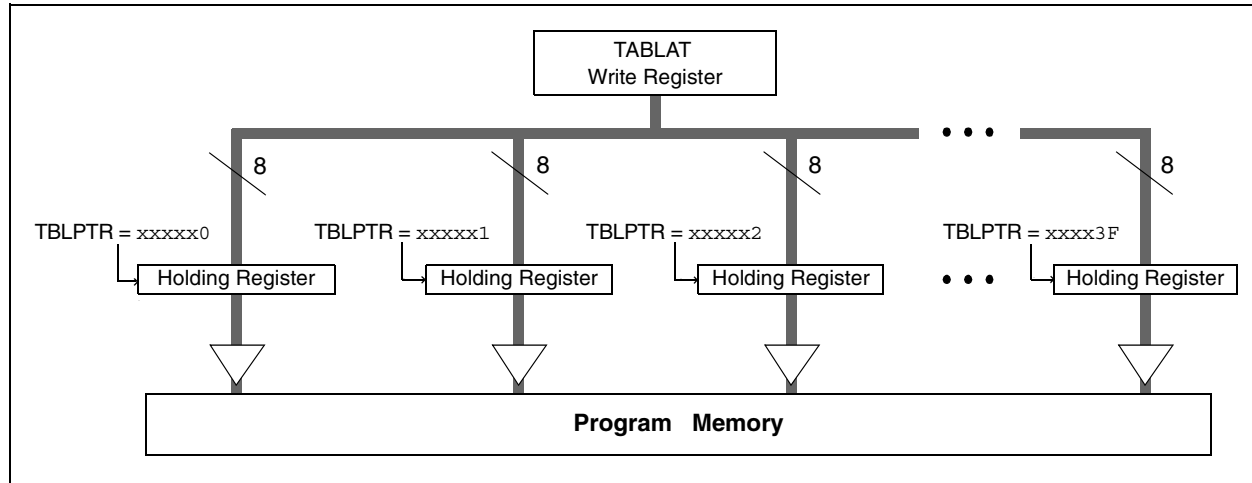 TABLAT
Write Register
8 8 8 8
TBLPTR = xxxxx0 TBLPTR = xxxxx1 TBLPTR = xxxxx2 TBLPTR = xxxx3F
Holding Register Holding Register Holding Register Holding Register
Program Memory